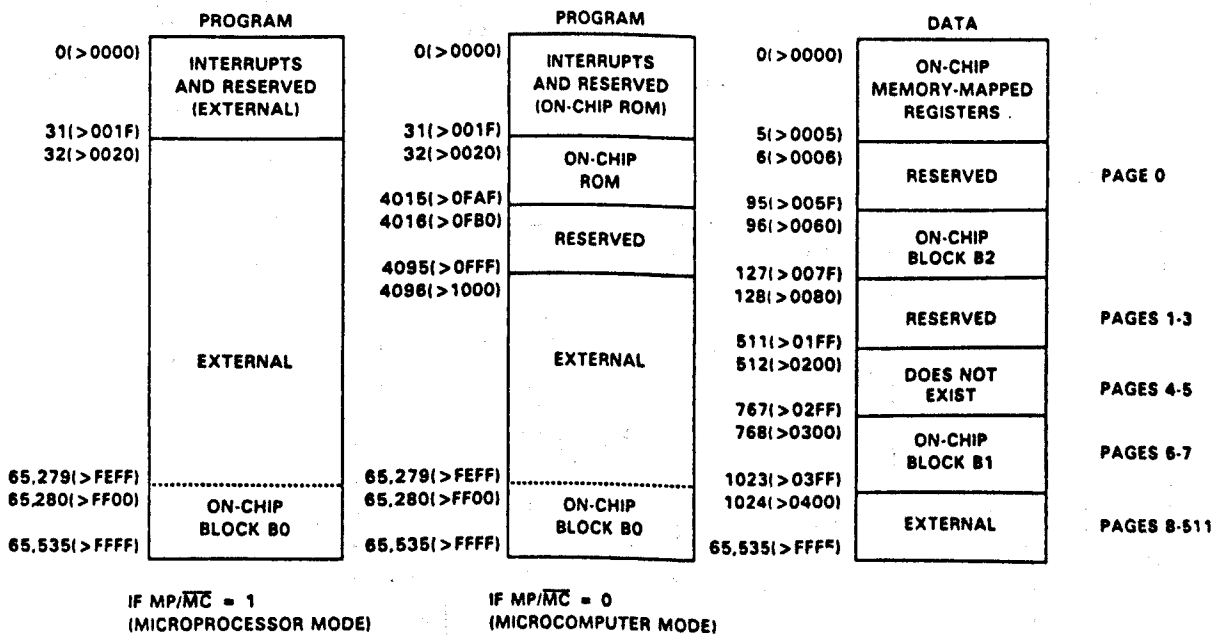 PROGRAM
0(>0000)
INTERRUPTS
AND RESERVED
(EXTERNAL)
31(>001F)
32(>0020)
EXTERNAL
65,279(>FEFF)
65,280(>FF00)
ON-CHIP
BLOCK B0
65,535(>FFFF)
IF MP/M̅C̅ = 1
(MICROPROCESSOR MODE)
PROGRAM
0(>0000)
INTERRUPTS
AND RESERVED
(ON-CHIP ROM)
31(>001F)
32(>0020)
ON-CHIP
ROM
4015(>0FAF)
4016(>0FB0)
RESERVED
4095(>0FFF)
4096(>1000)
EXTERNAL
65,279(>FEFF)
65,280(>FF00)
ON-CHIP
BLOCK B0
65,535(>FFFF)
IF MP/M̅C̅ = 0
(MICROCOMPUTER MODE)
DATA
0(>0000)
ON-CHIP
MEMORY-MAPPED
REGISTERS
5(>0005)
6(>0006)
RESERVED
PAGE 0
95(>005F)
96(>0060)
ON-CHIP
BLOCK B2
127(>007F)
128(>0080)
RESERVED
PAGES 1-3
511(>01FF)
512(>0200)
DOES NOT
EXIST
PAGES 4-5
767(>02FF)
768(>0300)
ON-CHIP
BLOCK B1
PAGES 6-7
1023(>03FF)
1024(>0400)
EXTERNAL
PAGES 8-511
65,535(>FFFF)